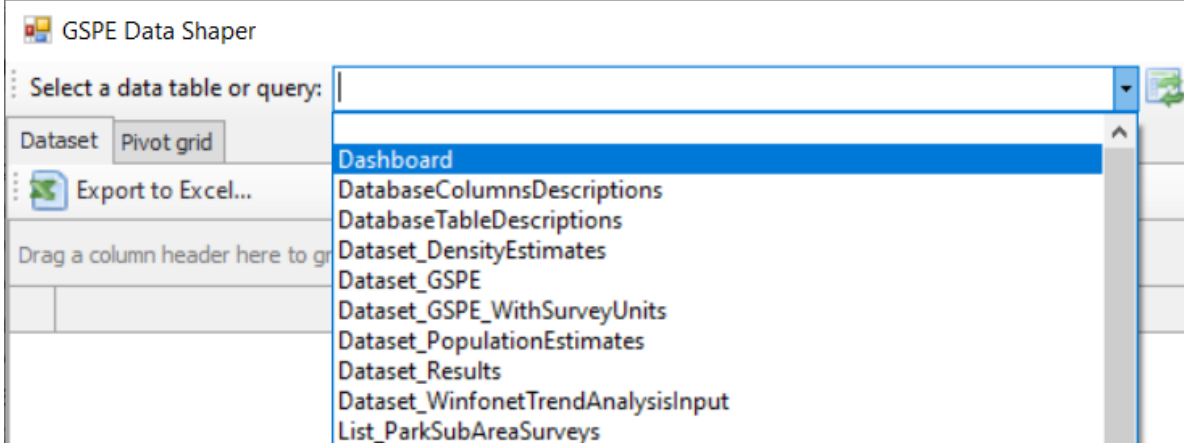 GSPE Data Shaper
Select a data table or query:
Dataset Pivot grid
Export to Excel...
Drag a column header here to gr
Dashboard
DatabaseColumnsDescriptions
DatabaseTableDescriptions
Dataset_DensityEstimates
Dataset_GSPE
Dataset_GSPE_WithSurveyUnits
Dataset_PopulationEstimates
Dataset_Results
Dataset_WinfonetTrendAnalysisInput
List_ParkSubAreaSurveys